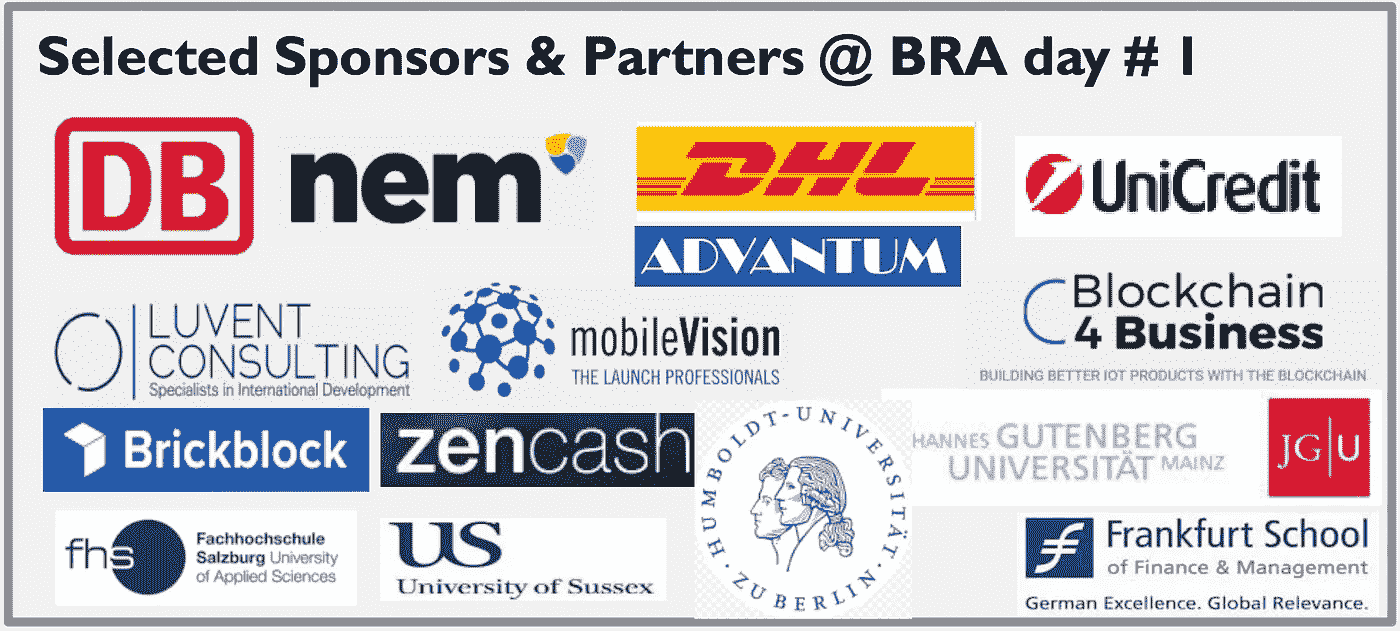 Selected Sponsors & Partners @ BRA day # 1
DB
nem
DHL
UniCredit
ADVANTUM
LUVENT
CONSULTING
Specialists in International Development
mobileVision
THE LAUNCH PROFESSIONALS
Blockchain
4 Business
BUILDING BETTER IOT PRODUCTS WITH THE BLOCKCHAIN
Brickblock
zencash
HUMBOLDT-UNIVERSITÄT
· ZU BERLIN ·
HANNES GUTENBERG
UNIVERSITÄT MAINZ
JG|U
fhs
Fachhochschule
Salzburg University
of Applied Sciences
US
University of Sussex
Frankfurt School
of Finance & Management
German Excellence. Global Relevance.